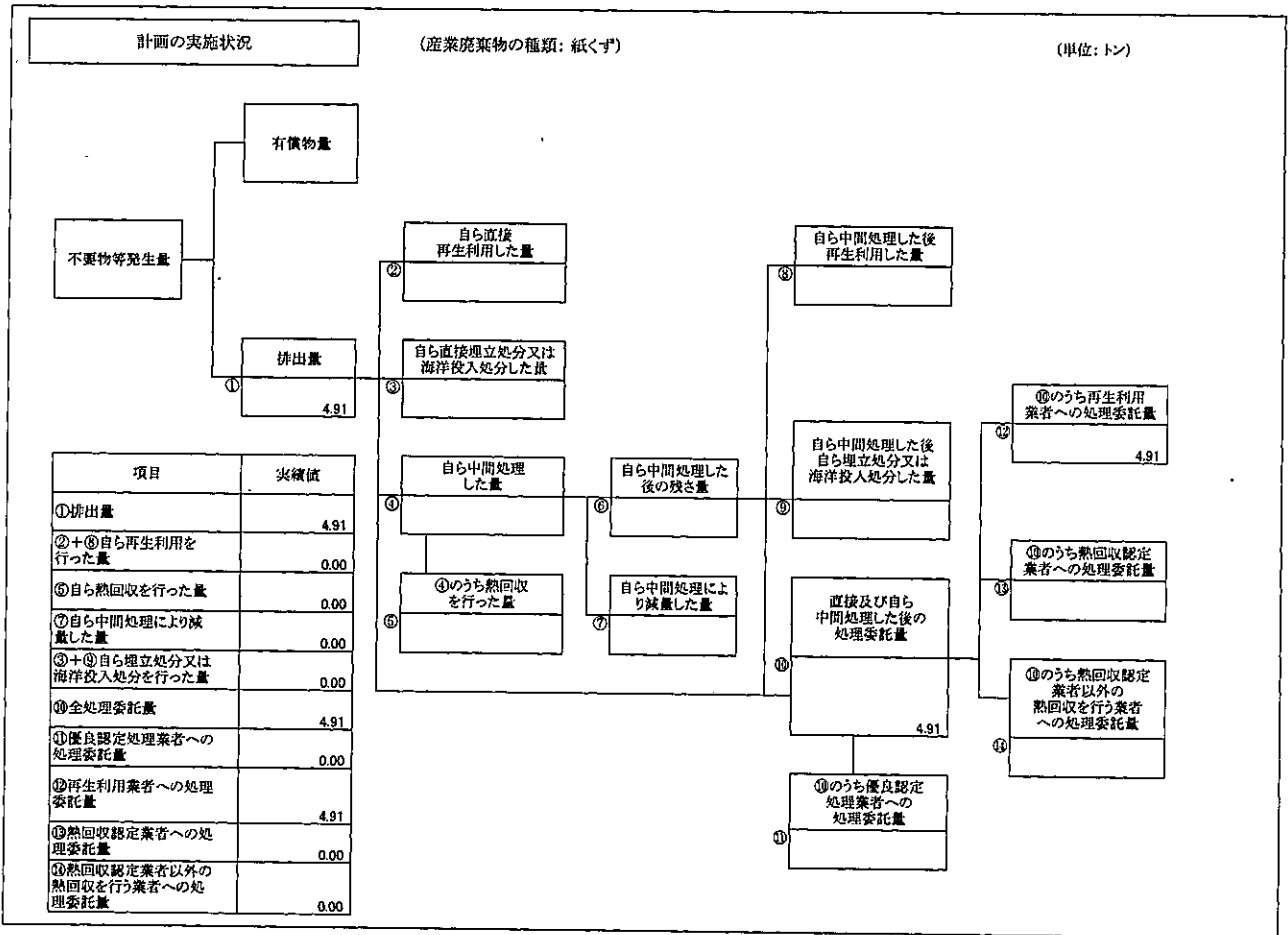 計画の実施状況
(産業廃棄物の種類: 紙くず)
(単位: トン)
有償物量
不要物等発生量
排出量
①
4.91
自ら直接
再生利用した量
②
自ら直接埋立処分又は
海洋投入処分した量
③
自ら中間処理
した量
④
④のうち熱回収
を行った量
⑤
自ら中間処理した
後の残さ量
⑥
自ら中間処理によ
り減量した量
⑦
自ら中間処理した後
再生利用した量
⑧
自ら中間処理した後
自ら埋立処分又は
海洋投入処分した量
⑨
直接及び自ら
中間処理した後の
処理委託量
⑩
4.91
⑩のうち優良認定
処理業者への
処理委託量
⑪
⑩のうち再生利用
業者への処理委託量
⑫
4.91
⑩のうち熱回収認定
業者への処理委託量
⑬
⑩のうち熱回収認定
業者以外の
熱回収を行う業者
への処理委託量
⑭
項目 実績値
①排出量
4.91
②+⑧自ら再生利用を
行った量
0.00
⑤自ら熱回収を行った量
0.00
⑦自ら中間処理により減
量した量
0.00
③+⑨自ら埋立処分又は
海洋投入処分を行った量
0.00
⑩全処理委託量
4.91
⑪優良認定処理業者への
処理委託量
0.00
⑫再生利用業者への処理
委託量
4.91
⑬熱回収認定業者への処
理委託量
0.00
⑭熱回収認定業者以外の
熱回収を行う業者への処
理委託量
0.00